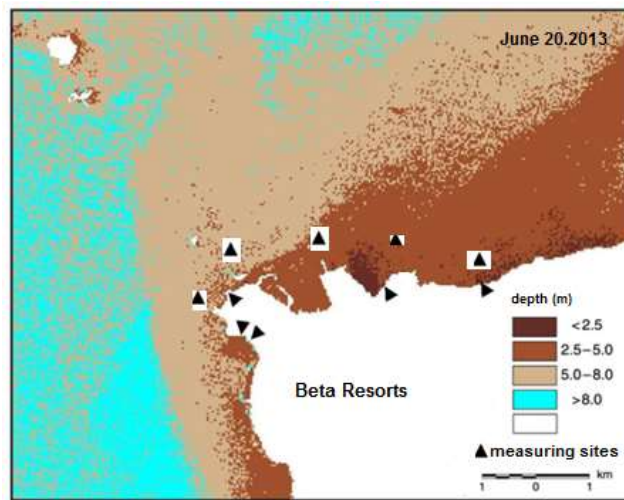 June 20.2013
Beta Resorts
depth (m)
<2.5
2.5–5.0
5.0–8.0
>8.0
measuring sites
km
1 0 1